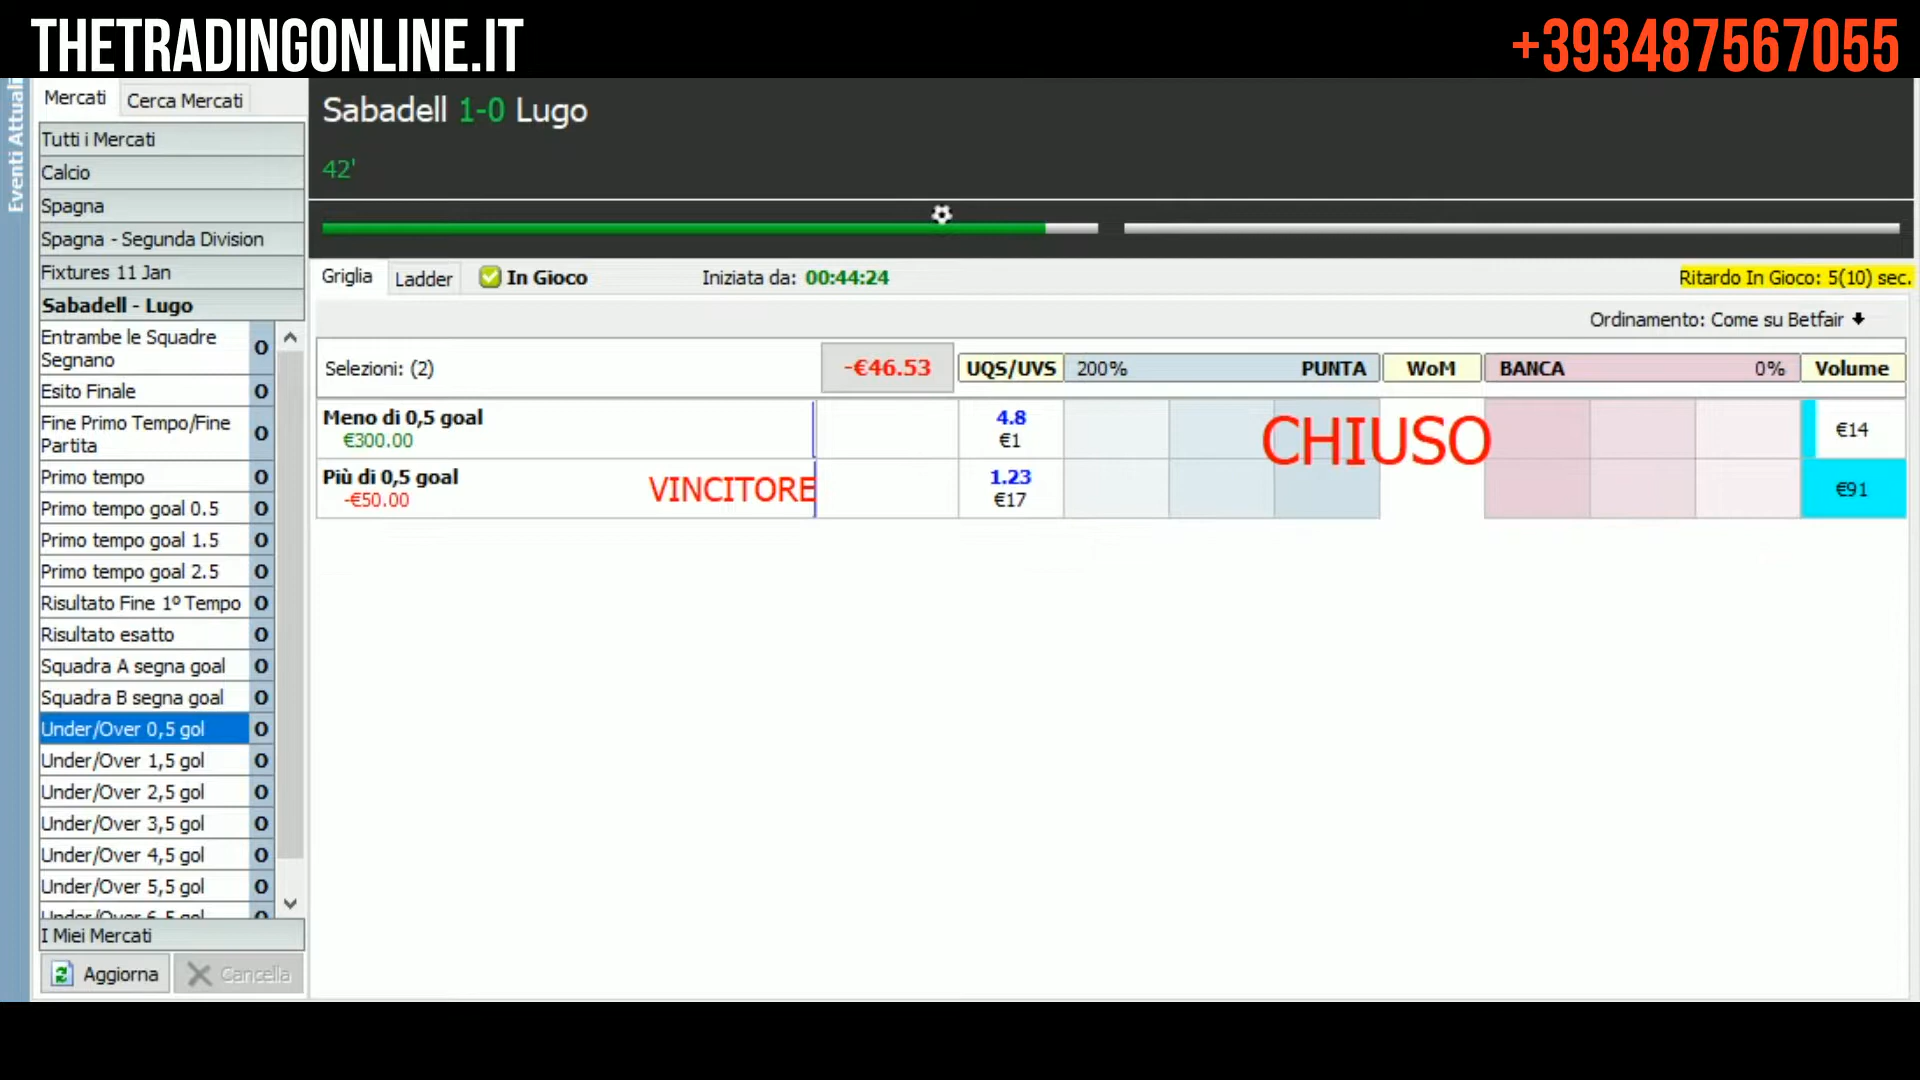 THETRADINGONLINE.IT
+393487567055
Eventi Attuali
Mercati
Cerca Mercati
Tutti i Mercati
Calcio
Spagna
Spagna - Segunda Division
Fixtures 11 Jan
Sabadell - Lugo
Entrambe le Squadre
Segnano 0
Esito Finale 0
Fine Primo Tempo/Fine
Partita 0
Primo tempo 0
Primo tempo goal 0.5 0
Primo tempo goal 1.5 0
Primo tempo goal 2.5 0
Risultato Fine 1º Tempo 0
Risultato esatto 0
Squadra A segna goal 0
Squadra B segna goal 0
Under/Over 0,5 gol 0
Under/Over 1,5 gol 0
Under/Over 2,5 gol 0
Under/Over 3,5 gol 0
Under/Over 4,5 gol 0
Under/Over 5,5 gol 0
Under/Over 6,5 gol 0
I Miei Mercati
Aggiorna
Cancella
Sabadell 1-0 Lugo
42'
Griglia
Ladder
In Gioco
Iniziata da: 00:44:24
Ritardo In Gioco: 5(10) sec.
Ordinamento: Come su Betfair
Selezioni: (2)
-€46.53
UQS/UVS
200%
PUNTA
WoM
BANCA
0%
Volume
Meno di 0,5 goal
€300.00
4.8
€1
CHIUSO
€14
Più di 0,5 goal
-€50.00
VINCITORE
1.23
€17
€91